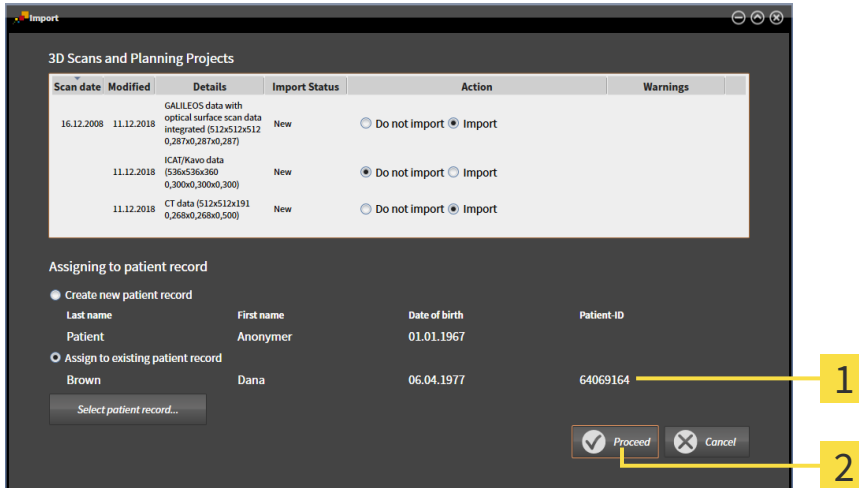 Import
3D Scans and Planning Projects
Scan date Modified Details Import Status Action Warnings
GALILEOS data with
optical surface scan data
16.12.2008 11.12.2018 integrated (512x512x512 New Do not import Import
0,287x0,287x0,287)
ICAT/Kavo data
11.12.2018 (536x536x360 New Do not import Import
0,300x0,300x0,300)
11.12.2018 CT data (512x512x191 New Do not import Import
0,268x0,268x0,500)
Assigning to patient record
Create new patient record
Last name First name Date of birth Patient-ID
Patient Anonymer 01.01.1967
Assign to existing patient record
Brown Dana 06.04.1977 64069164 1
Select patient record...
Proceed Cancel
2